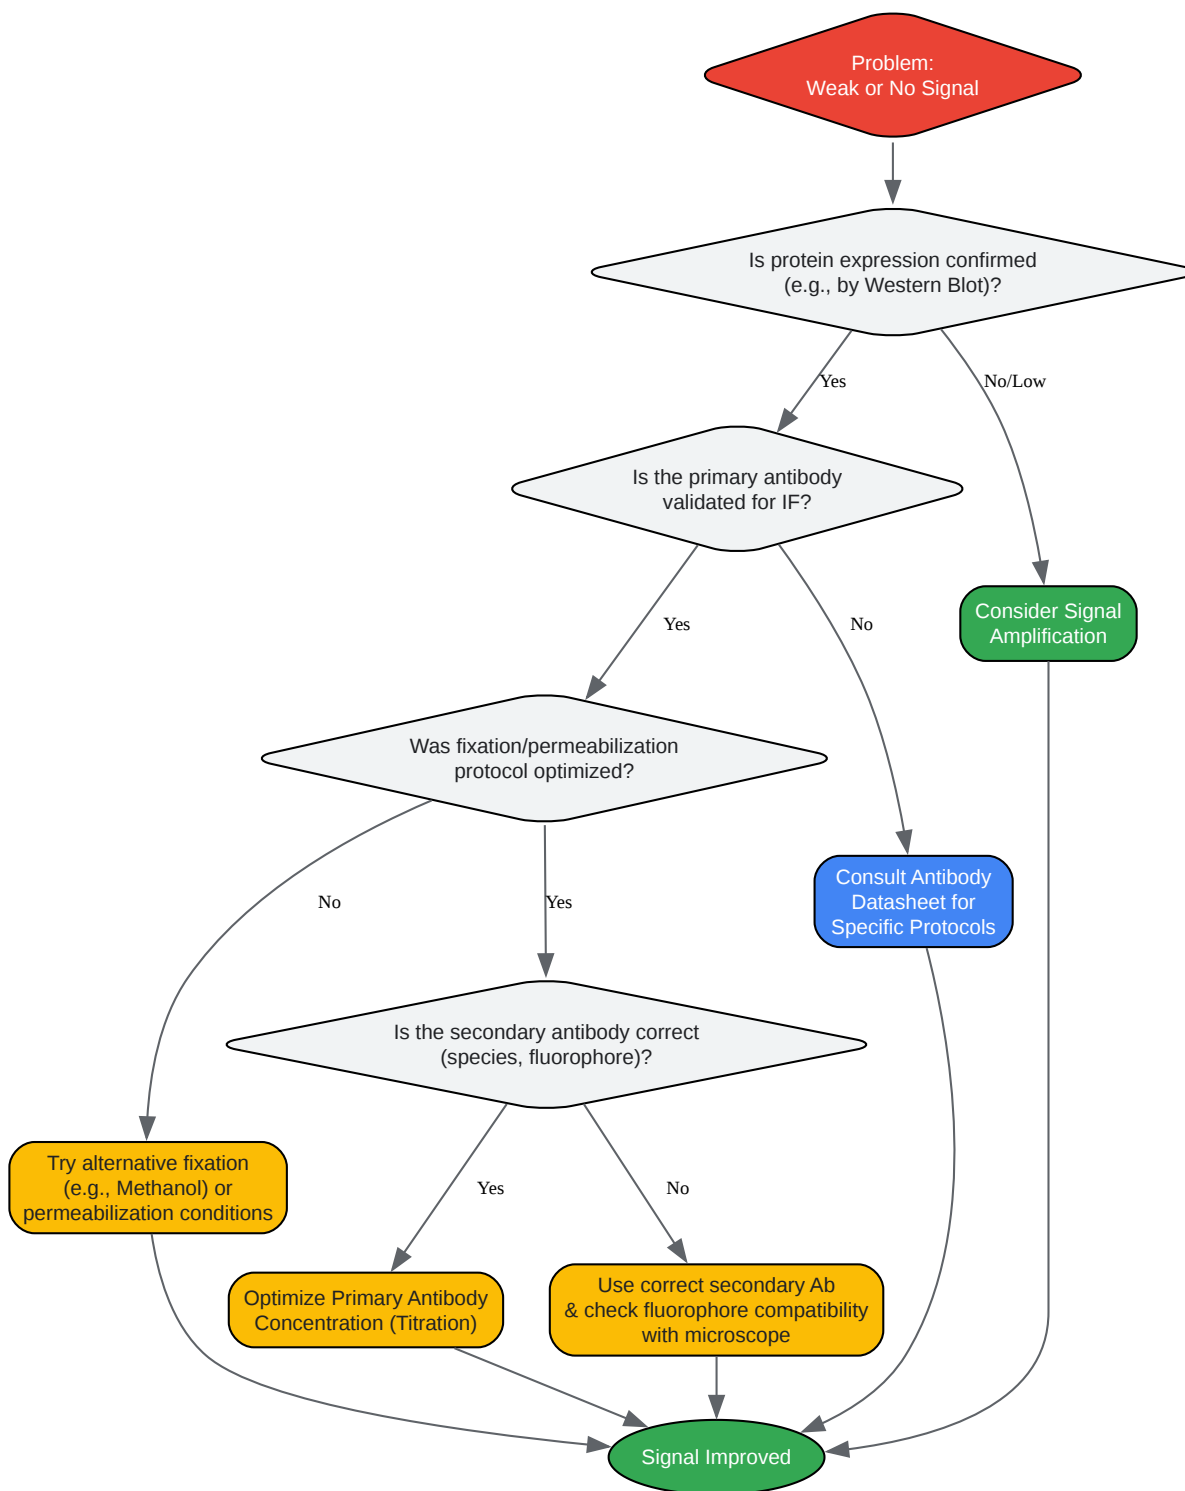 Problem:
Weak or No Signal
Is protein expression confirmed
(e.g., by Western Blot)?
Yes
No/Low
Is the primary antibody
validated for IF?
Consider Signal
Amplification
Yes
No
Was fixation/permeabilization
protocol optimized?
Consult Antibody
Datasheet for
Specific Protocols
No
Yes
Is the secondary antibody correct
(species, fluorophore)?
Try alternative fixation
(e.g., Methanol) or
permeabilization conditions
Yes
No
Optimize Primary Antibody
Concentration (Titration)
Use correct secondary Ab
& check fluorophore compatibility
with microscope
Signal Improved